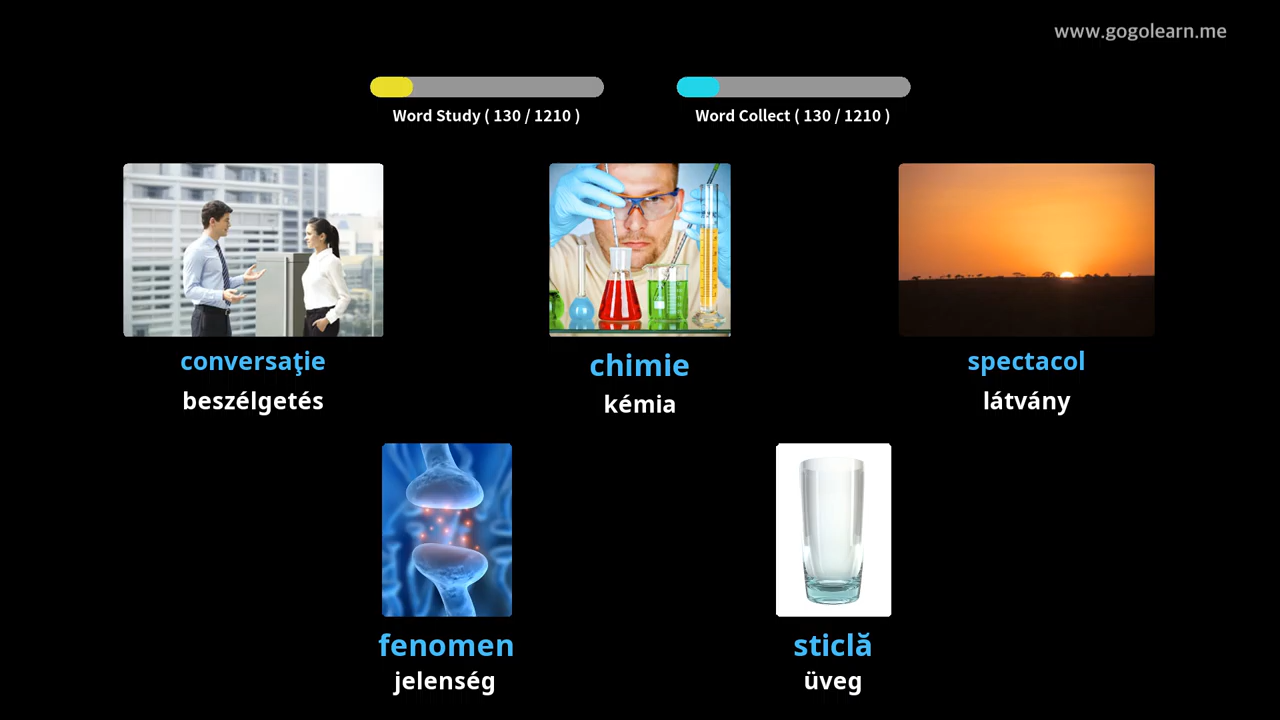 www.gogolearn.me
Word Study ( 130 / 1210 )
Word Collect ( 130 / 1210 )
conversaţie
beszélgetés
chimie
kémia
spectacol
látvány
fenomen
jelenség
sticlă
üveg